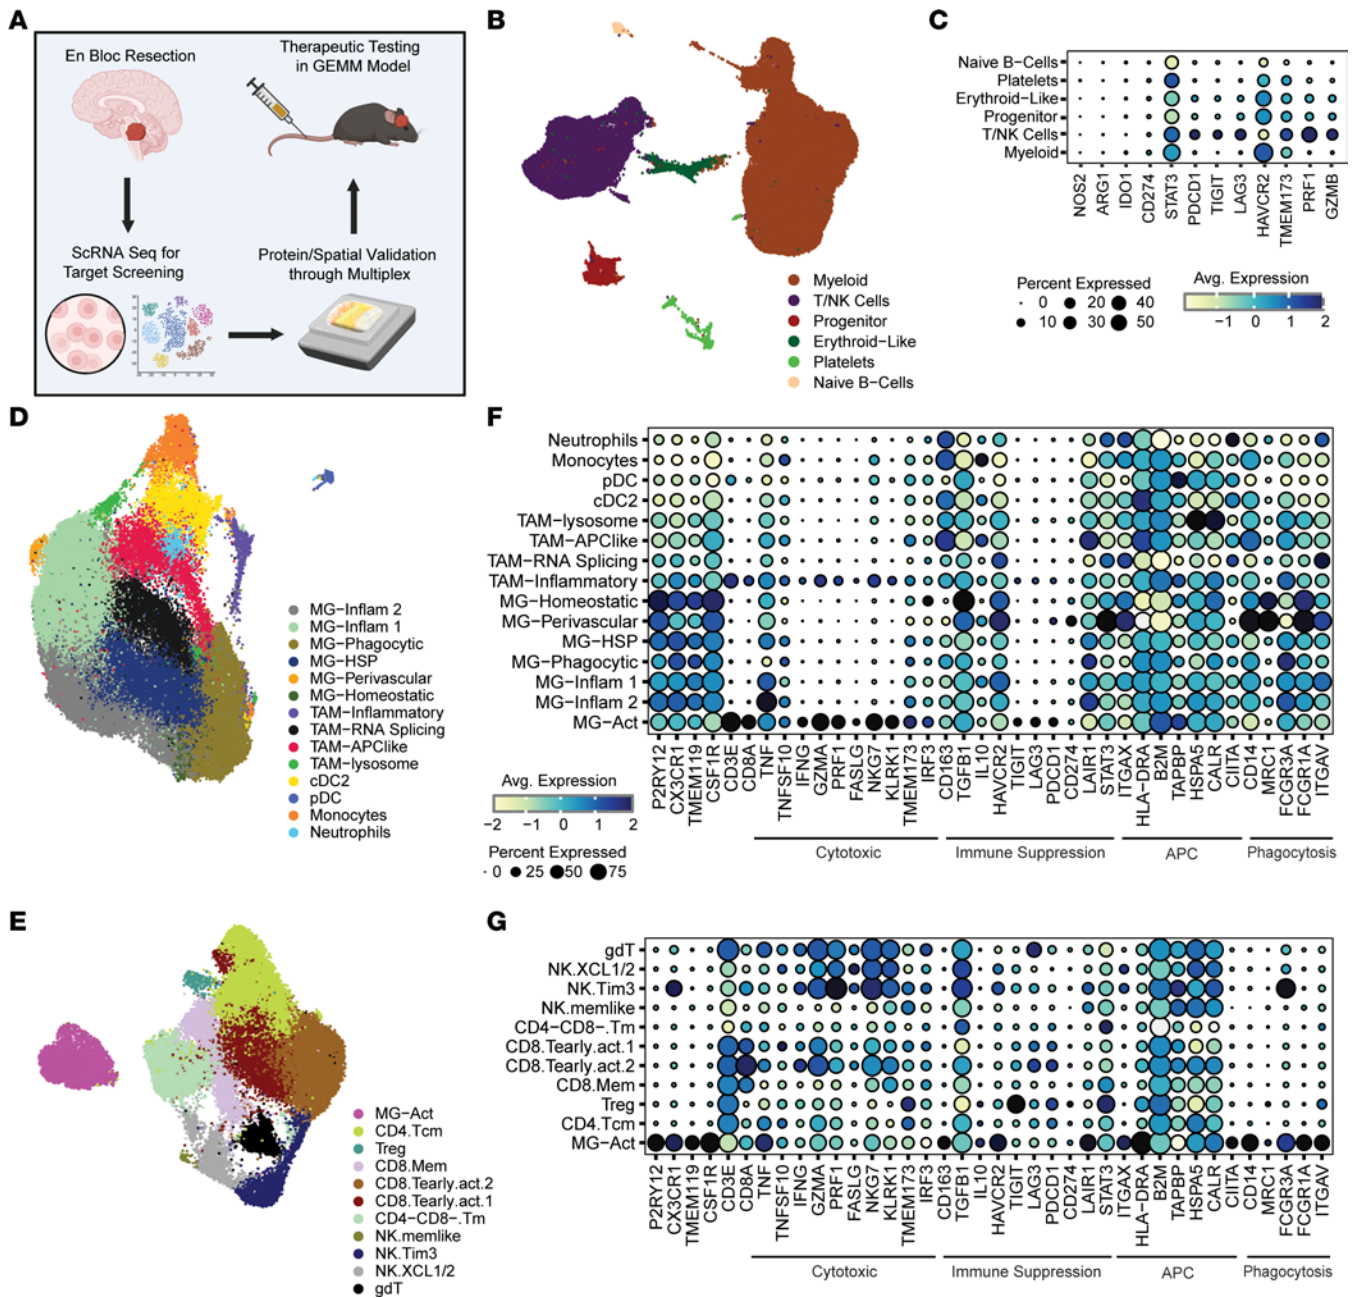 A
En Bloc Resection
Therapeutic Testing
in GEMM Model
ScRNA Seq for
Target Screening
Protein/Spatial Validation
through Multiplex
B
Myeloid
T/NK Cells
Progenitor
Erythroid-Like
Platelets
Naive B-Cells
C
Naive B-Cells
Platelets
Erythroid-Like
Progenitor
T/NK Cells
Myeloid
NOS2
ARG1
IDO1
CD274
STAT3
PDCD1
TIGIT
LAG3
HAVCR2
TMEM173
PRF1
GZMB
Percent Expressed
0 20 40
10 30 50
Avg. Expression
-1 0 1 2
D
MG-Inflam 2
MG-Inflam 1
MG-Phagocytic
MG-HSP
MG-Perivascular
MG-Homeostatic
TAM-Inflammatory
TAM-RNA Splicing
TAM-APClike
TAM-lysosome
cDC2
pDC
Monocytes
Neutrophils
E
MG-Act
CD4.Tcm
Treg
CD8.Mem
CD8.Tearly.act.2
CD8.Tearly.act.1
CD4-CD8-.Tm
NK.memlike
NK.Tim3
NK.XCL1/2
gdT
F
Neutrophils
Monocytes
pDC
cDC2
TAM-lysosome
TAM-APClike
TAM-RNA Splicing
TAM-Inflammatory
MG-Homeostatic
MG-Perivascular
MG-HSP
MG-Phagocytic
MG-Inflam 1
MG-Inflam 2
MG-Act
P2RY12
CX3CR1
TMEM119
CSF1R
CD3E
CD8A
TNF
TNFSF10
IFNG
GZMA
PRF1
FASLG
NKG7
KLRK1
TMEM173
IRF3
CD163
TGFB1
IL10
HAVCR2
TIGIT
LAG3
PDCD1
CD274
LAIR1
STAT3
ITGAX
HLA-DRA
B2M
TAPBP
HSPA5
CALR
CIITA
CD14
MRC1
FCGR3A
FCGR1A
ITGAV
Cytotoxic
Immune Suppression
APC
Phagocytosis
Avg. Expression
-2 -1 0 1 2
Percent Expressed
0 25 50 75
G
gdT
NK.XCL1/2
NK.Tim3
NK.memlike
CD4-CD8-.Tm
CD8.Tearly.act.1
CD8.Tearly.act.2
CD8.Mem
Treg
CD4.Tcm
MG-Act
P2RY12
CX3CR1
TMEM119
CSF1R
CD3E
CD8A
TNF
TNFSF10
IFNG
GZMA
PRF1
FASLG
NKG7
KLRK1
TMEM173
IRF3
CD163
TGFB1
IL10
HAVCR2
TIGIT
LAG3
PDCD1
CD274
LAIR1
STAT3
ITGAX
HLA-DRA
B2M
TAPBP
HSPA5
CALR
CIITA
CD14
MRC1
FCGR3A
FCGR1A
ITGAV
Cytotoxic
Immune Suppression
APC
Phagocytosis